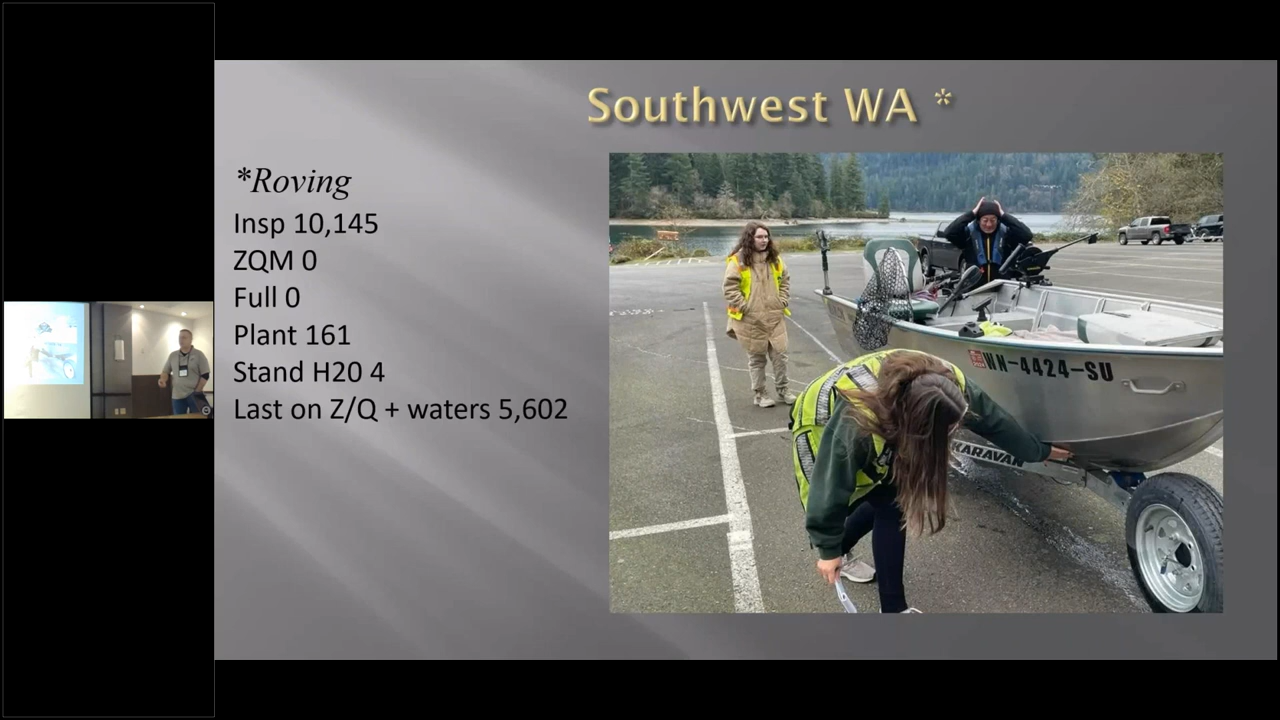 Southwest WA *
*Roving
Insp 10,145
ZQM 0
Full 0
Plant 161
Stand H20 4
Last on Z/Q + waters 5,602
WN-4424-SU
KARAVAN